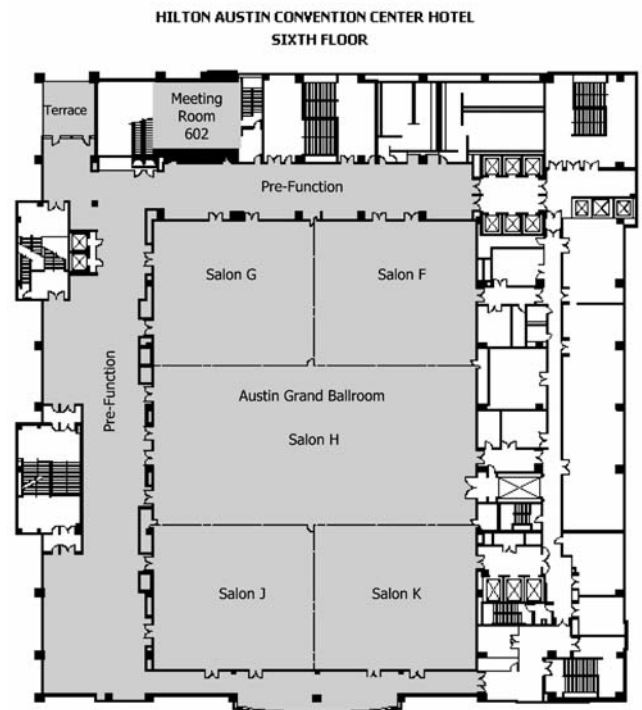 HILTON AUSTIN CONVENTION CENTER HOTEL
SIXTH FLOOR
Terrace
Meeting
Room
602
Pre-Function
Salon G
Salon F
Pre-Function
Austin Grand Ballroom
Salon H
Salon J
Salon K